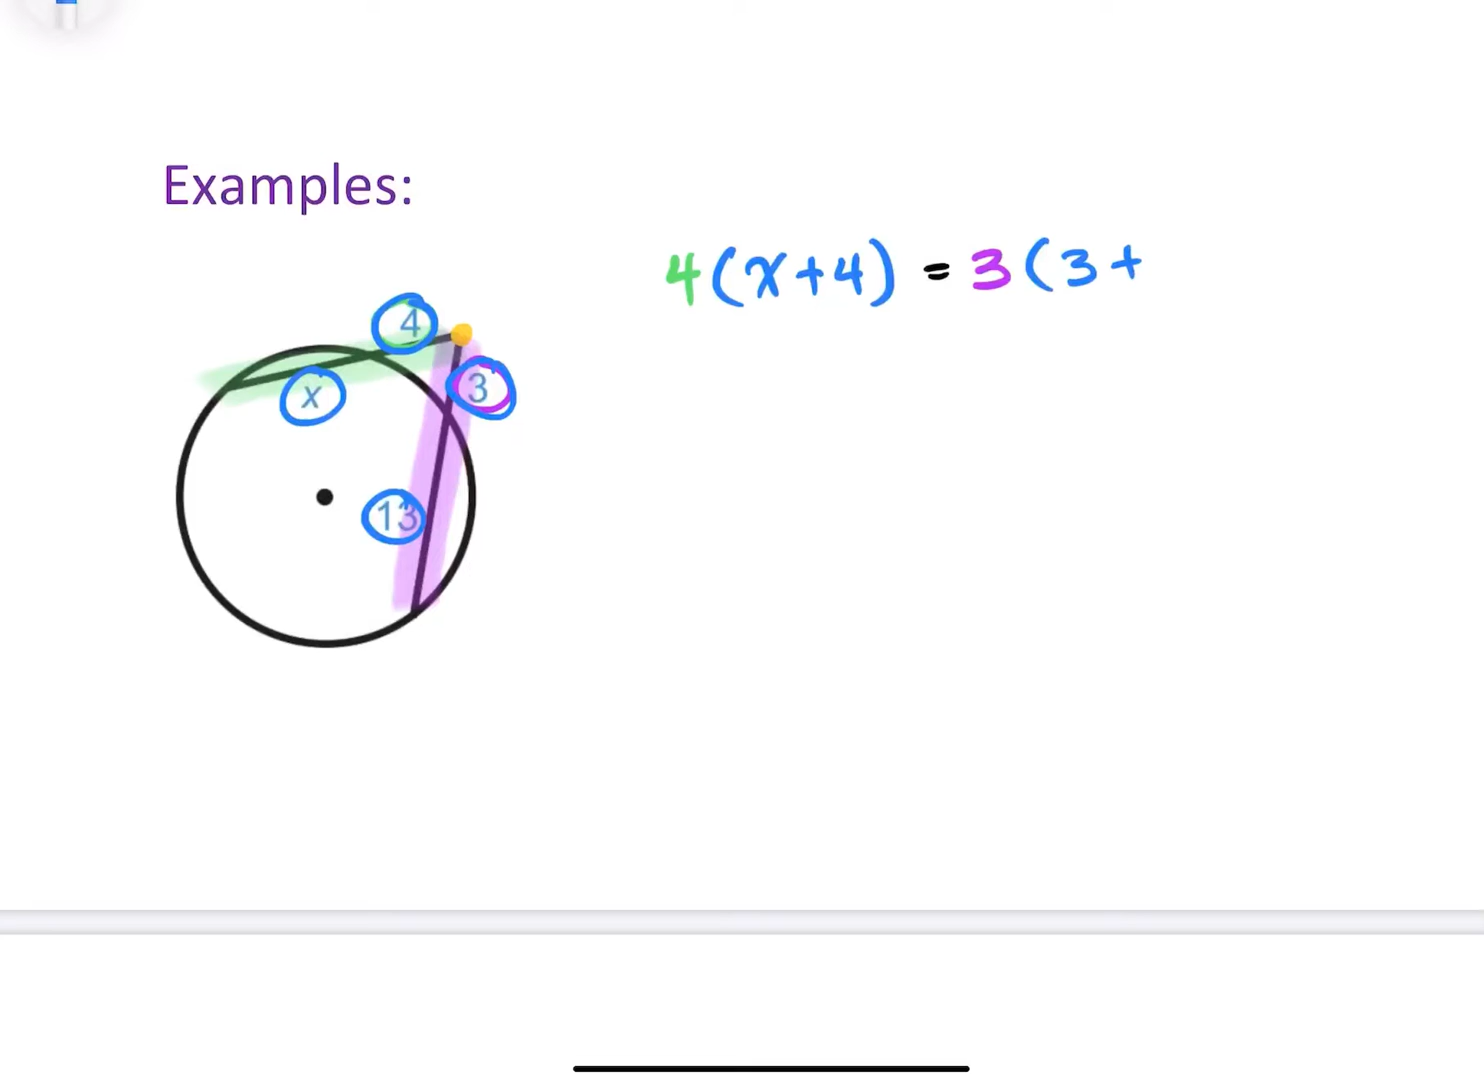 Examples:
4(x+4) = 3(3+
4
x
3
13